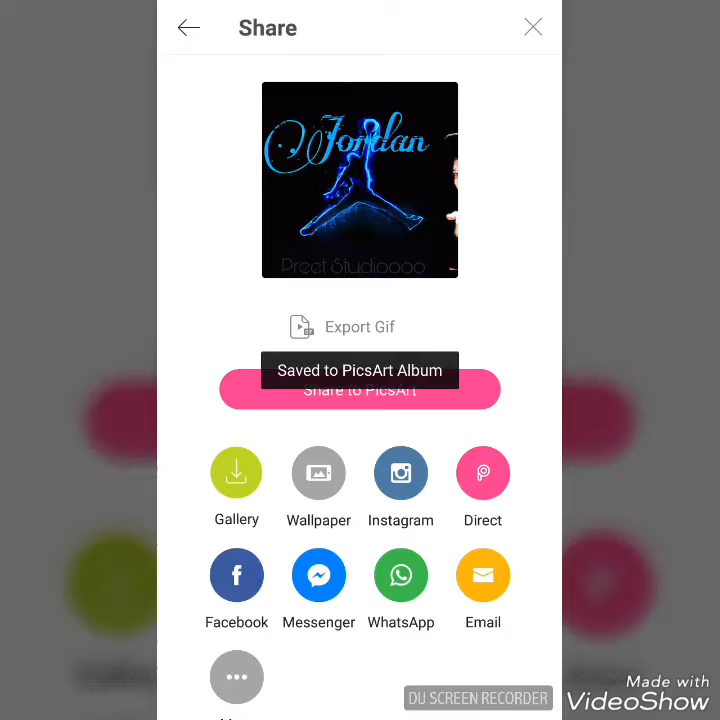 Share
Jordan
Preet Studioooo
Export Gif
Saved to PicsArt Album
Share to PicsArt
Gallery
Wallpaper
Instagram
Direct
Facebook
Messenger
WhatsApp
Email
DU SCREEN RECORDER
Made with
VideoShow